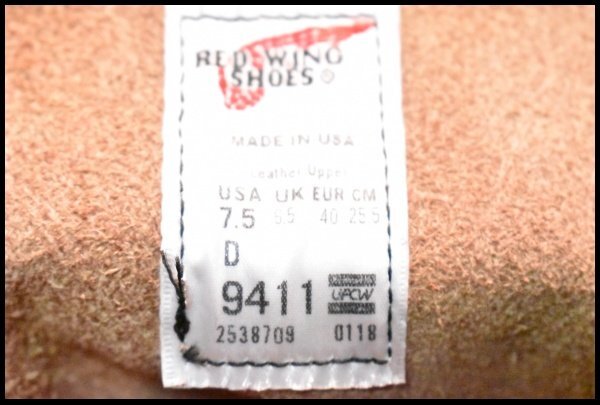 RED WING
SHOES®
MADE IN USA
Leather Upper
USA UK EUR CM
7.5 6.5 40 25.5
D
9411 UFCW
2538709 0118